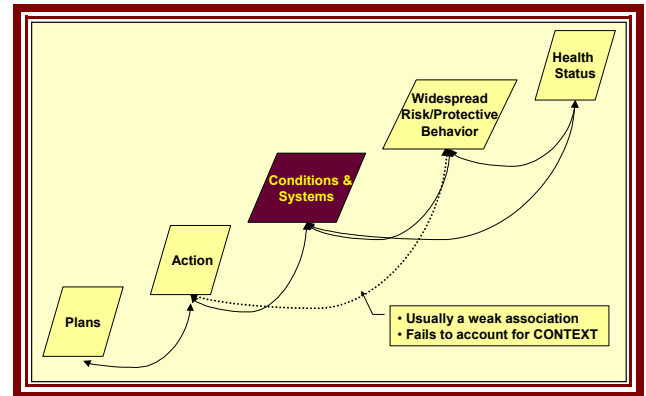 Health
Status
Widespread
Risk/Protective
Behavior
Conditions &
Systems
Action
Plans
• Usually a weak association
• Fails to account for CONTEXT